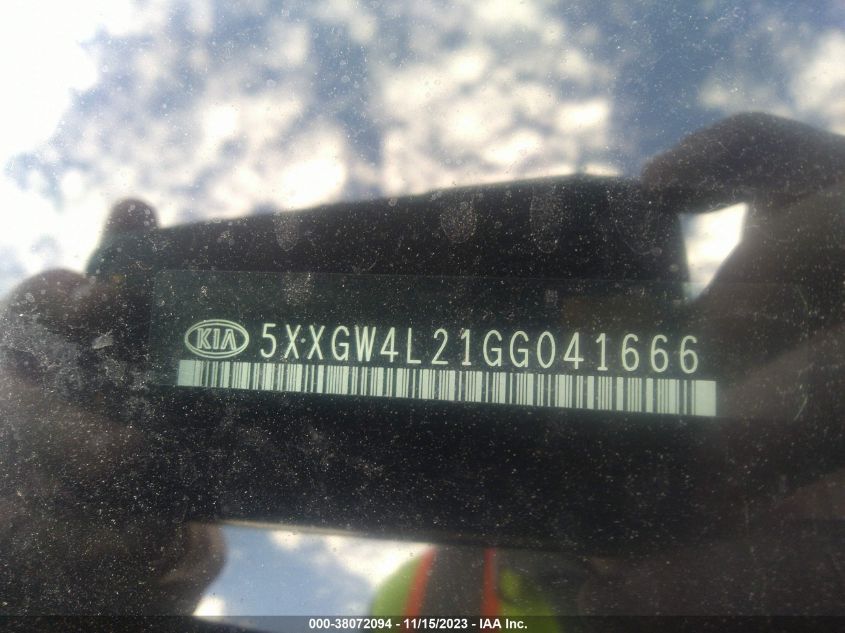 KIA 5XXGW4L21GG041666
000-38072094 - 11/15/2023 - IAA Inc.